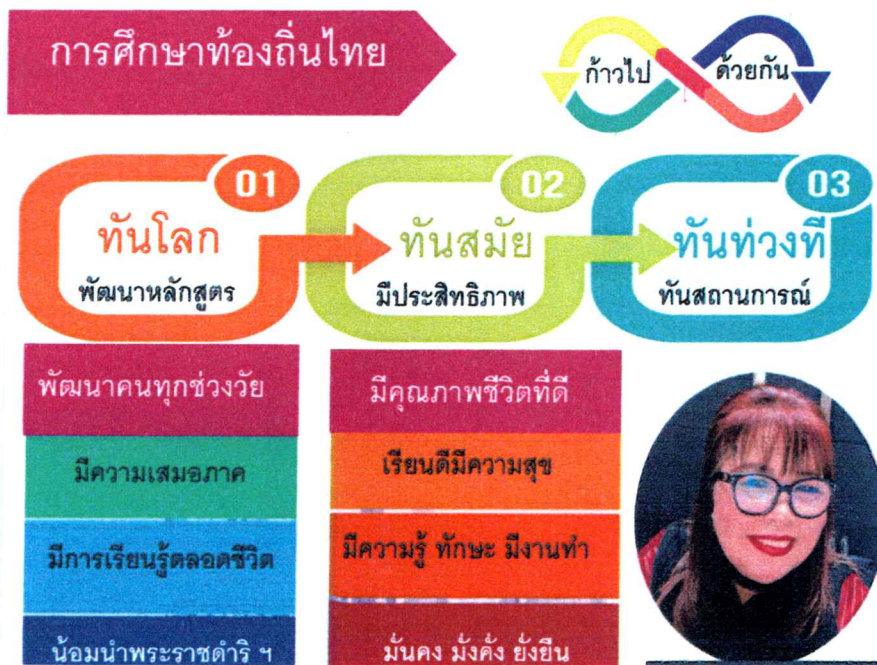 การศึกษาท้องถิ่นไทย
ก้าวไป ด้วยกัน
01 02 03
ทันโลก ทันสมัย ทันท่วงที
พัฒนาหลักสูตร มีประสิทธิภาพ ทันสถานการณ์
พัฒนาคนทุกช่วงวัย
มีความเสมอภาค
มีการเรียนรู้ตลอดชีวิต
น้อมนำพระราชดำริ ฯ
มีคุณภาพชีวิตที่ดี
เรียนดีมีความสุข
มีความรู้ ทักษะ มีงานทำ
มั่นคง มั่งคั่ง ยั่งยืน